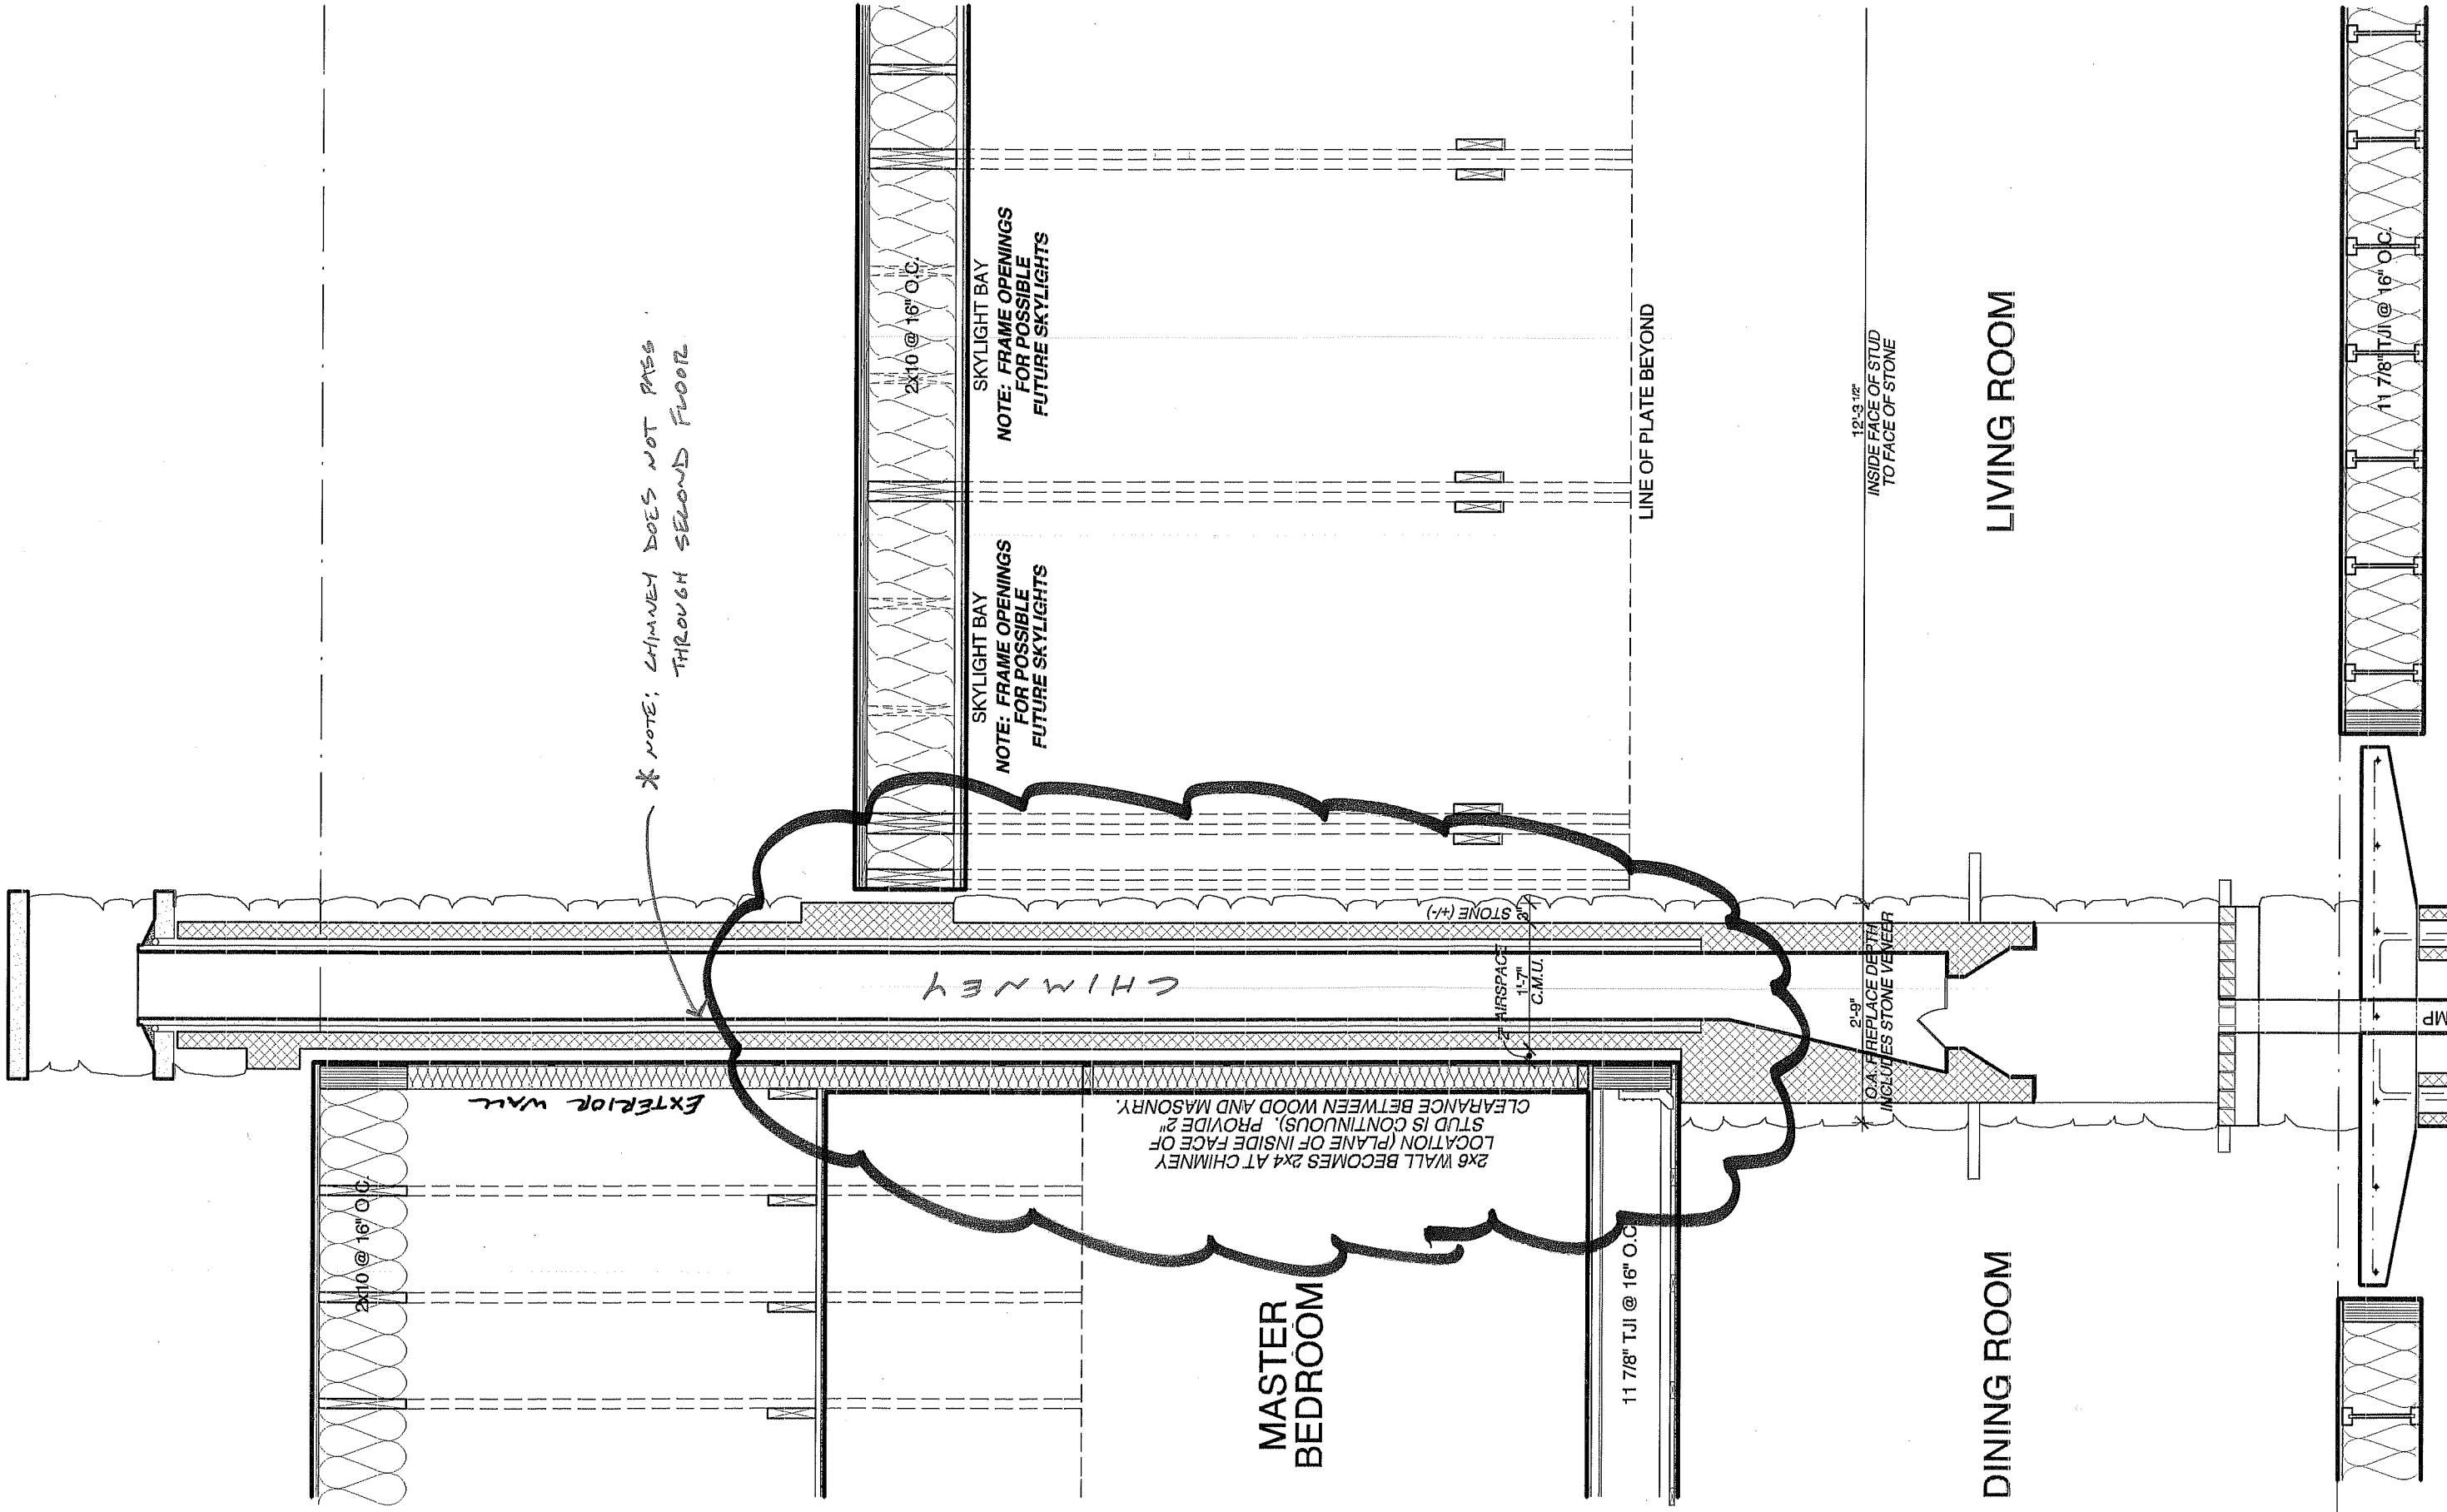 * NOTE: CHIMNEY DOES NOT PASS
THROUGH SECOND FLOOR
2X10 @ 16" O.C.
SKYLIGHT BAY
NOTE: FRAME OPENINGS
FOR POSSIBLE
FUTURE SKYLIGHTS
SKYLIGHT BAY
NOTE: FRAME OPENINGS
FOR POSSIBLE
FUTURE SKYLIGHTS
LINE OF PLATE BEYOND
12'-3 1/2"
INSIDE FACE OF STUD
TO FACE OF STONE
LIVING ROOM
11 7/8" TJI @ 16" O.C.
CHIMNEY
3"
STONE (+/-)
2" AIRSPACE
1'-7"
C.M.U.
2'-9"
O.A. FIREPLACE DEPTH
INCLUDES STONE VENEER
EXTERIOR WALL
2x6 WALL BECOMES 2x4 AT CHIMNEY
LOCATION (PLANE OF INSIDE FACE OF
STUD IS CONTINUOUS). PROVIDE 2"
CLEARANCE BETWEEN WOOD AND MASONRY.
2X10 @ 16" O.C.
MASTER
BEDROOM
11 7/8" TJI @ 16" O.C.
DINING ROOM
MP